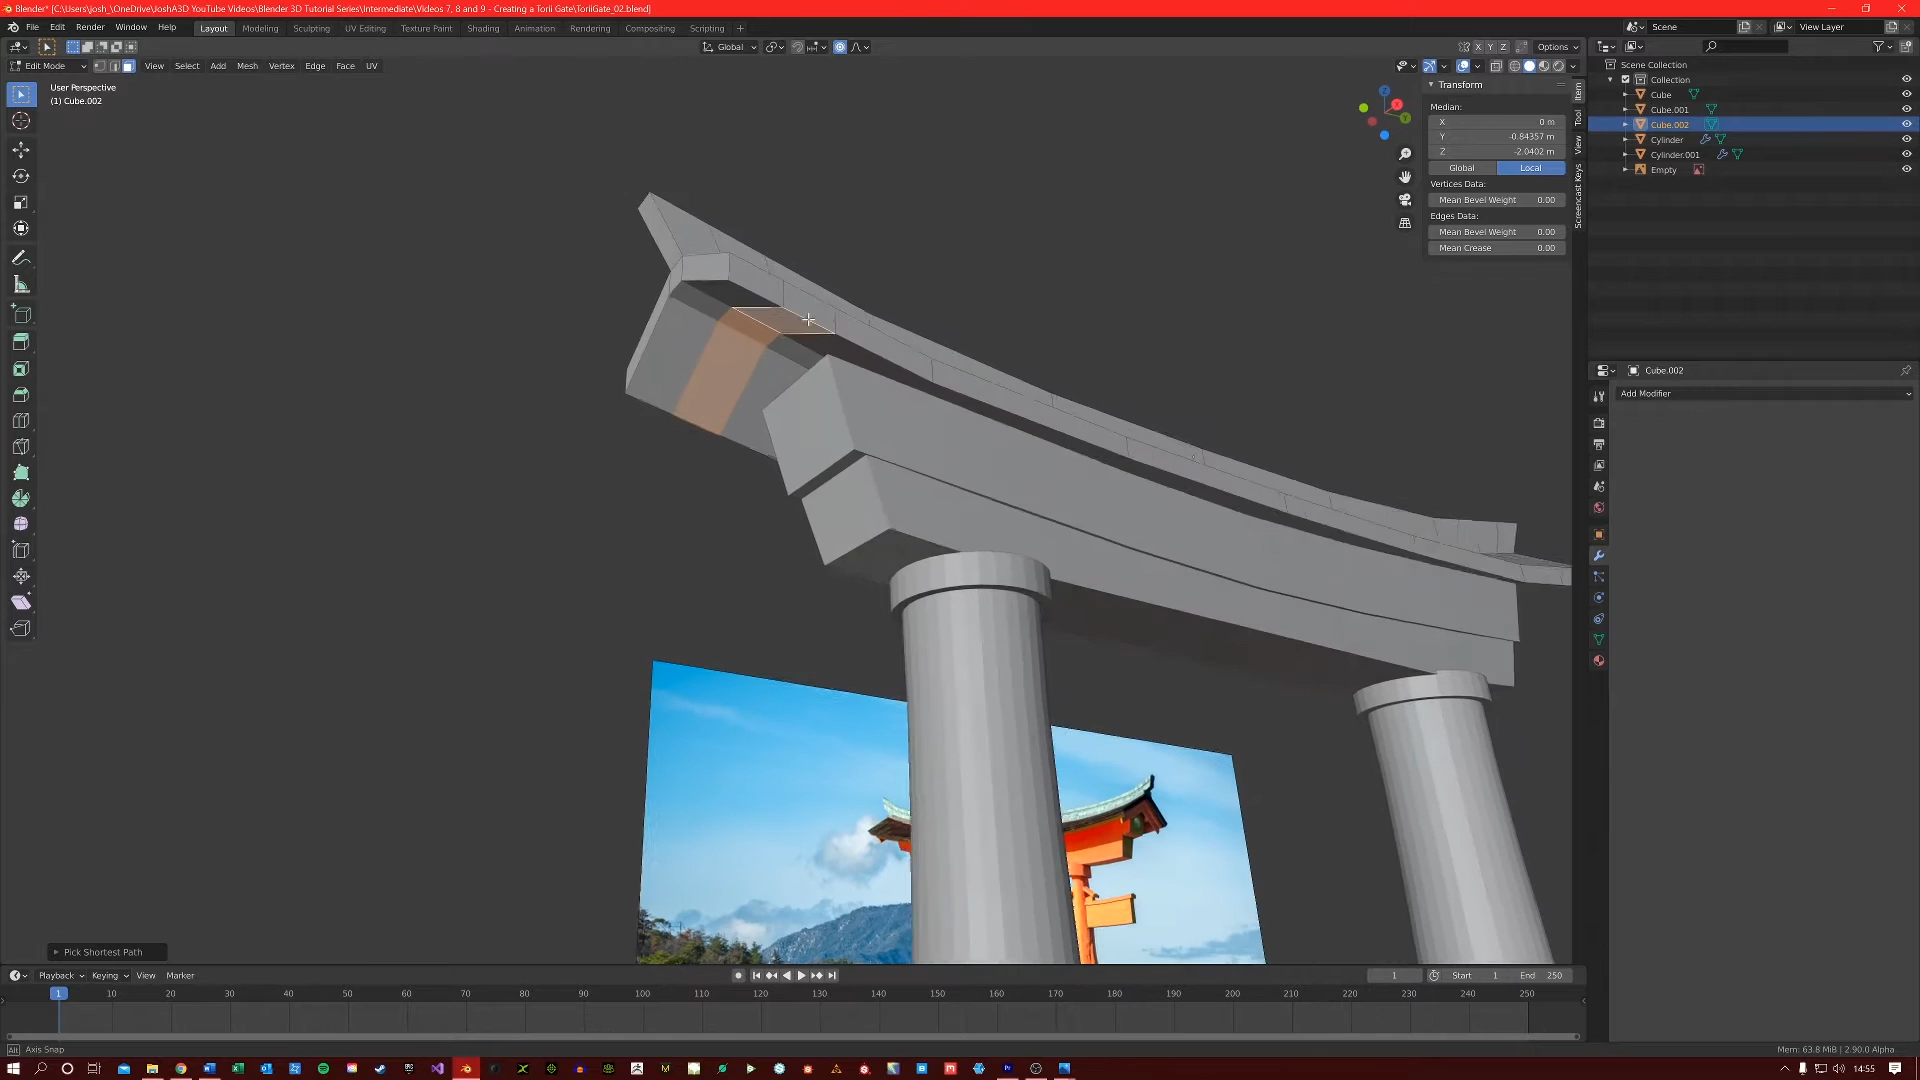 Blender* [C:\Users\josh_\OneDrive\JoshA3D YouTube Videos\Blender 3D Tutorial Series\Intermediate\Videos 7, 8 and 9 - Creating a Torii Gate\ToriiGate_02.blend]
File Edit Render Window Help Layout Modeling Sculpting UV Editing Texture Paint Shading Animation Rendering Compositing Scripting + Scene View Layer
Global X Y Z Options
Edit Mode View Select Add Mesh Vertex Edge Face UV
User Perspective
(1) Cube.002
Transform
Median:
X 0 m
Y -0.84357 m
Z -2.0402 m
Global Local
Vertices Data:
Mean Bevel Weight 0.00
Edges Data:
Mean Bevel Weight 0.00
Mean Crease 0.00
Item
Tool
View
Screencast Keys
Scene Collection
Collection
Cube
Cube.001
Cube.002
Cylinder
Cylinder.001
Empty
Cube.002
Add Modifier
Pick Shortest Path
Playback Keying View Marker 1 Start 1 End 250
1 10 20 30 40 50 60 70 80 90 100 110 120 130 140 150 160 170 180 190 200 210 220 230 240 250
Alt Axis Snap
Mem: 63.8 MiB | 2.90.0 Alpha
14:55